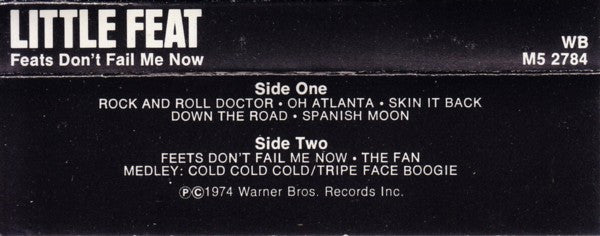 LITTLE FEAT
Feats Don't Fail Me Now
WB
M5 2784
Side One
ROCK AND ROLL DOCTOR • OH ATLANTA • SKIN IT BACK
DOWN THE ROAD • SPANISH MOON
Side Two
FEETS DON'T FAIL ME NOW • THE FAN
MEDLEY: COLD COLD COLD/TRIPE FACE BOOGIE
ⓅⒸ1974 Warner Bros. Records Inc.